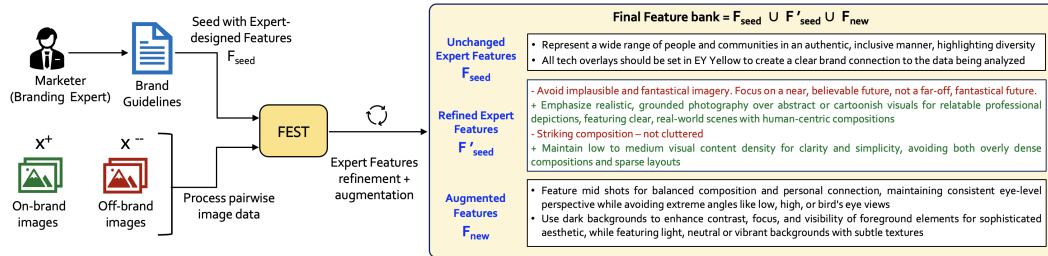 Marketer
(Branding Expert)
Brand
Guidelines
Seed with Expert-
designed Features
F_seed
x+
x--
On-brand
images
Off-brand
images
Process pairwise
image data
FEST
Expert Features
refinement +
augmentation
Final Feature bank = F_seed ∪ F'_seed ∪ F_new
Unchanged
Expert Features
F_seed
• Represent a wide range of people and communities in an authentic, inclusive manner, highlighting diversity
• All tech overlays should be set in EY Yellow to create a clear brand connection to the data being analyzed
Refined Expert
Features
F'_seed
- Avoid implausible and fantastical imagery. Focus on a near, believable future, not a far-off, fantastical future.
+ Emphasize realistic, grounded photography over abstract or cartoonish visuals for relatable professional
depictions, featuring clear, real-world scenes with human-centric compositions
- Striking composition – not cluttered
+ Maintain low to medium visual content density for clarity and simplicity, avoiding both overly dense
compositions and sparse layouts
Augmented
Features
F_new
• Feature mid shots for balanced composition and personal connection, maintaining consistent eye-level
perspective while avoiding extreme angles like low, high, or bird's eye views
• Use dark backgrounds to enhance contrast, focus, and visibility of foreground elements for sophisticated
aesthetic, while featuring light, neutral or vibrant backgrounds with subtle textures